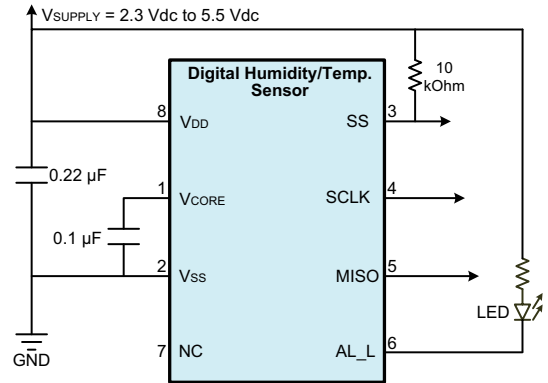 VSUPPLY = 2.3 Vdc to 5.5 Vdc
Digital Humidity/Temp.
Sensor
10
kOhm
8
VDD
SS
3
0.22 µF
1
VCORE
SCLK
4
0.1 µF
2
VSS
MISO
5
LED
GND
7
NC
AL_L
6